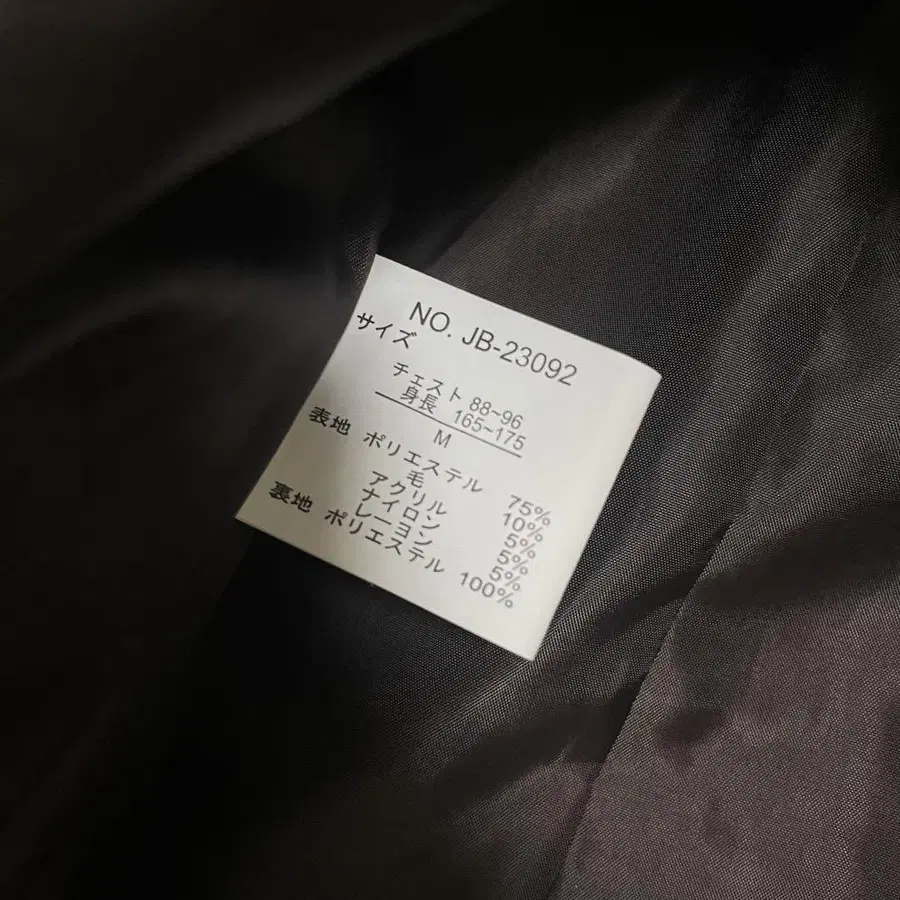 NO. JB-23092
サイズ
チェスト 88~96
身長 165~175
M
表地 ポリエステル 75%
毛 10%
アクリル 5%
ナイロン 5%
レーヨン 5%
裏地 ポリエステル 100%